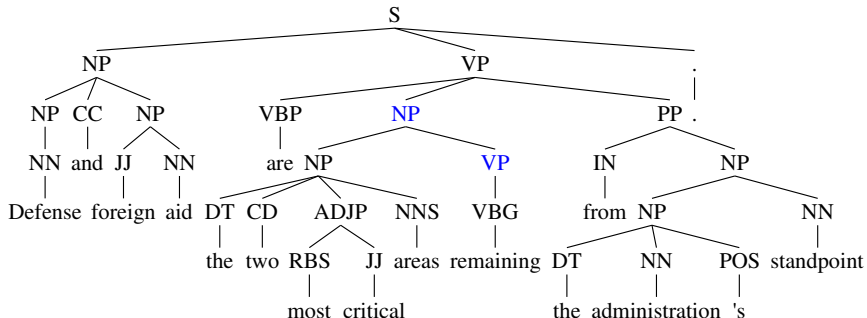 S
NP VP .
NP CC NP VBP NP PP .
NN and JJ NN are NP VP IN NP
Defense foreign aid DT CD ADJP NNS VBG from NP NN
the two RBS JJ areas remaining DT NN POS standpoint
most critical the administration 's